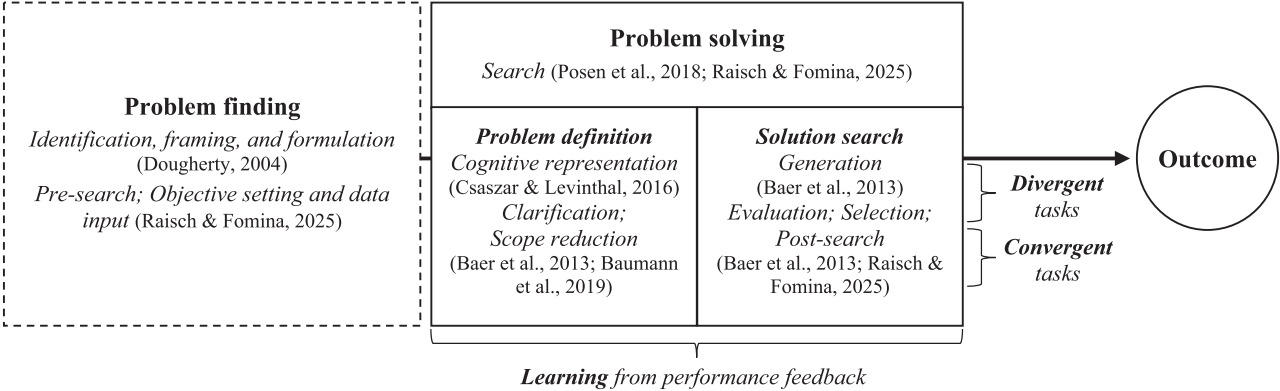 Problem finding
Identification, framing, and formulation
(Dougherty, 2004)
Pre-search; Objective setting and data
input (Raisch & Fomina, 2025)
Problem solving
Search (Posen et al., 2018; Raisch & Fomina, 2025)
Problem definition
Cognitive representation
(Csaszar & Levinthal, 2016)
Clarification;
Scope reduction
(Baer et al., 2013; Baumann
et al., 2019)
Solution search
Generation
(Baer et al. 2013)
Evaluation; Selection;
Post-search
(Baer et al., 2013; Raisch &
Fomina, 2025)
Divergent
tasks
Convergent
tasks
Outcome
Learning from performance feedback